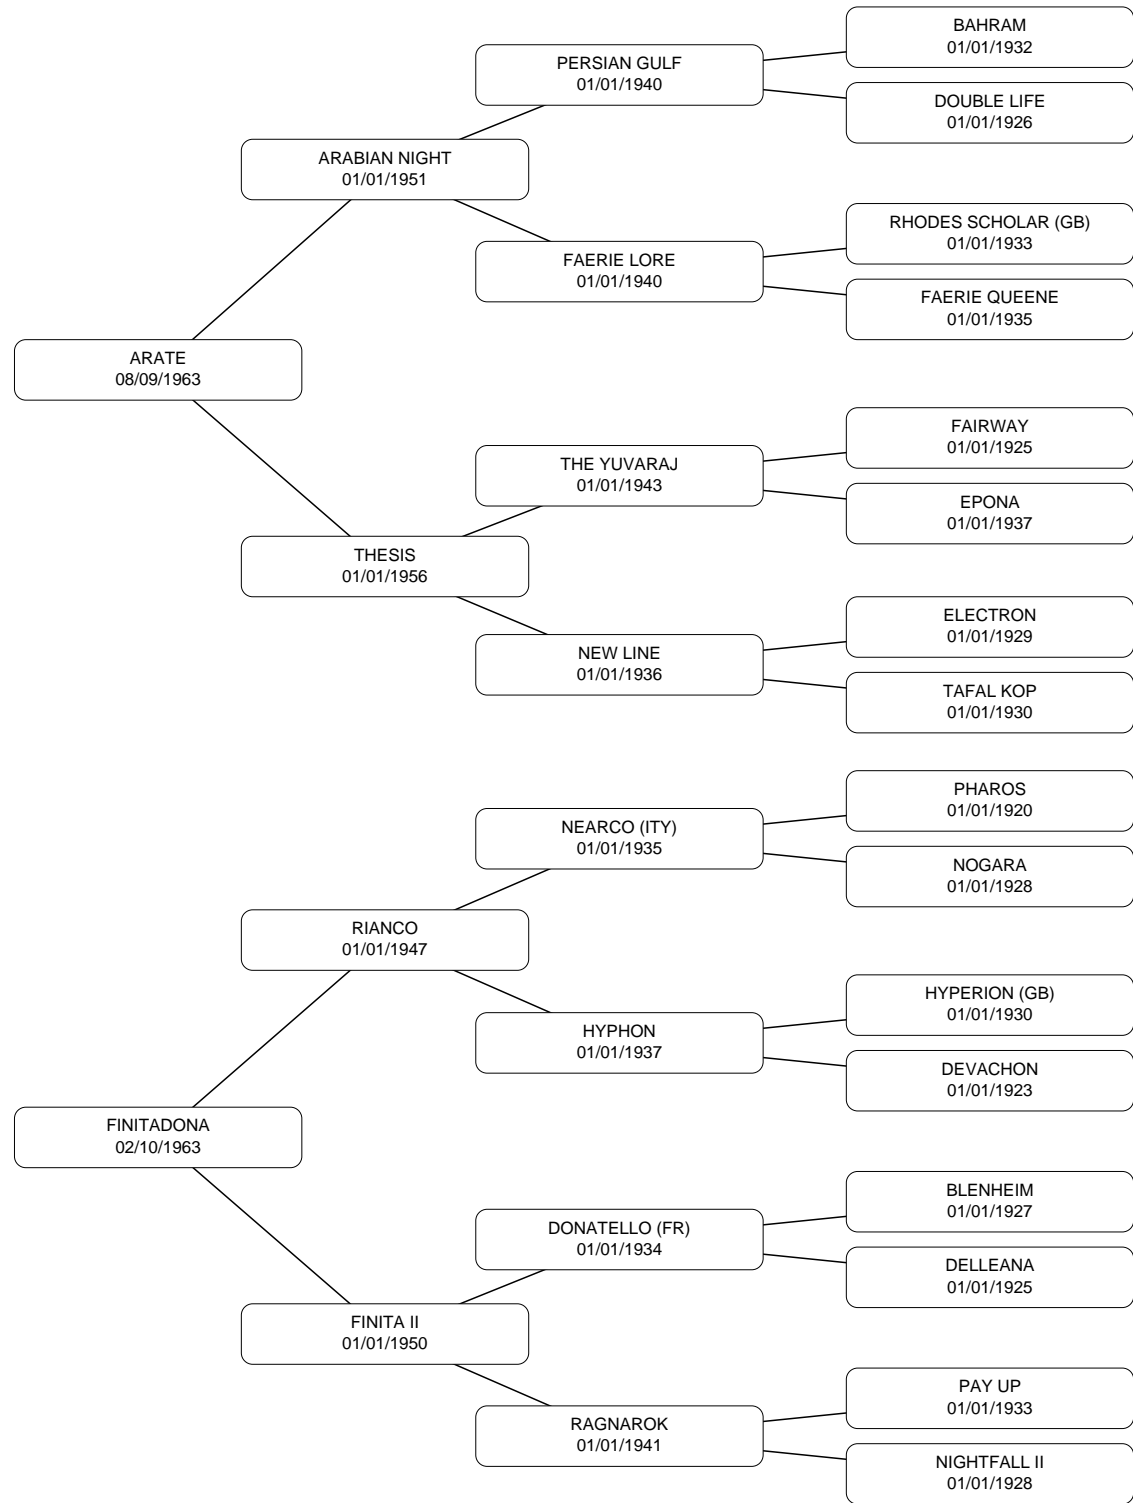 BAHRAM
01/01/1932
PERSIAN GULF
01/01/1940
DOUBLE LIFE
01/01/1926
ARABIAN NIGHT
01/01/1951
RHODES SCHOLAR (GB)
01/01/1933
FAERIE LORE
01/01/1940
FAERIE QUEENE
01/01/1935
ARATE
08/09/1963
FAIRWAY
01/01/1925
THE YUVARAJ
01/01/1943
EPONA
01/01/1937
THESIS
01/01/1956
ELECTRON
01/01/1929
NEW LINE
01/01/1936
TAFAL KOP
01/01/1930
PHAROS
01/01/1920
NEARCO (ITY)
01/01/1935
NOGARA
01/01/1928
RIANCO
01/01/1947
HYPERION (GB)
01/01/1930
HYPHON
01/01/1937
DEVACHON
01/01/1923
FINITADONA
02/10/1963
BLENHEIM
01/01/1927
DONATELLO (FR)
01/01/1934
DELLEANA
01/01/1925
FINITA II
01/01/1950
PAY UP
01/01/1933
RAGNAROK
01/01/1941
NIGHTFALL II
01/01/1928